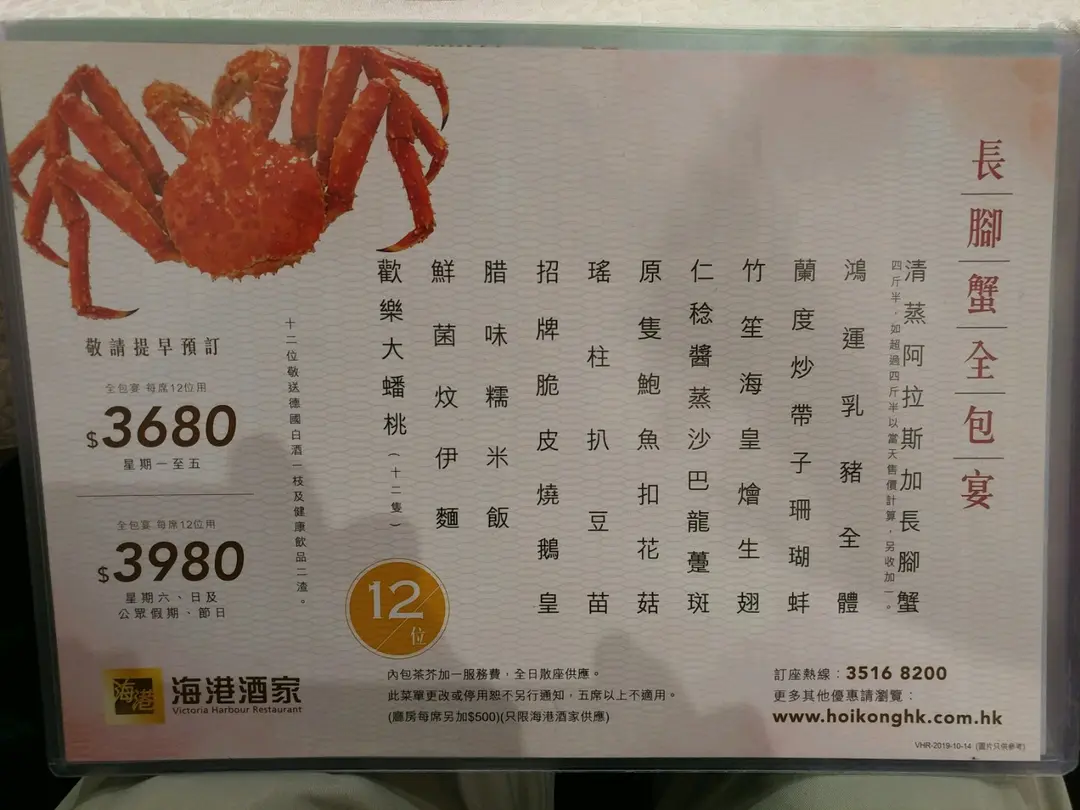 長腳蟹全包宴
清蒸阿拉斯加長腳蟹
四斤半，如超過四斤半以當天售價計算，另收加一。
鴻運乳豬全體
蘭度炒帶子珊瑚蚌
竹笙海皇燴生翅
仁稔醬蒸沙巴龍躉斑
原隻鮑魚扣花菇
瑤柱扒豆苗
招牌脆皮燒鵝皇
腊味糯米飯
鮮菌炆伊麵
歡樂大蟠桃(十二隻)
十二位敬送德國白酒一枝及健康飲品二渣。
敬請提早預訂
全包宴 每席12位用
$3680
星期一至五
全包宴 每席12位用
$3980
星期六、日及
公眾假期・節日
12位
海港
海港酒家
Victoria Harbour Restaurant
內包茶芥加一服務費，全日散座供應。
此菜單更改或停用恕不另行通知，五席以上不適用。
(廳房每席另加$500)(只限海港酒家供應)
訂座熱線：3516 8200
更多其他優惠請瀏覽：
www.hoikonghk.com.hk
VHR-2019-10-14 (圖片只供參考)